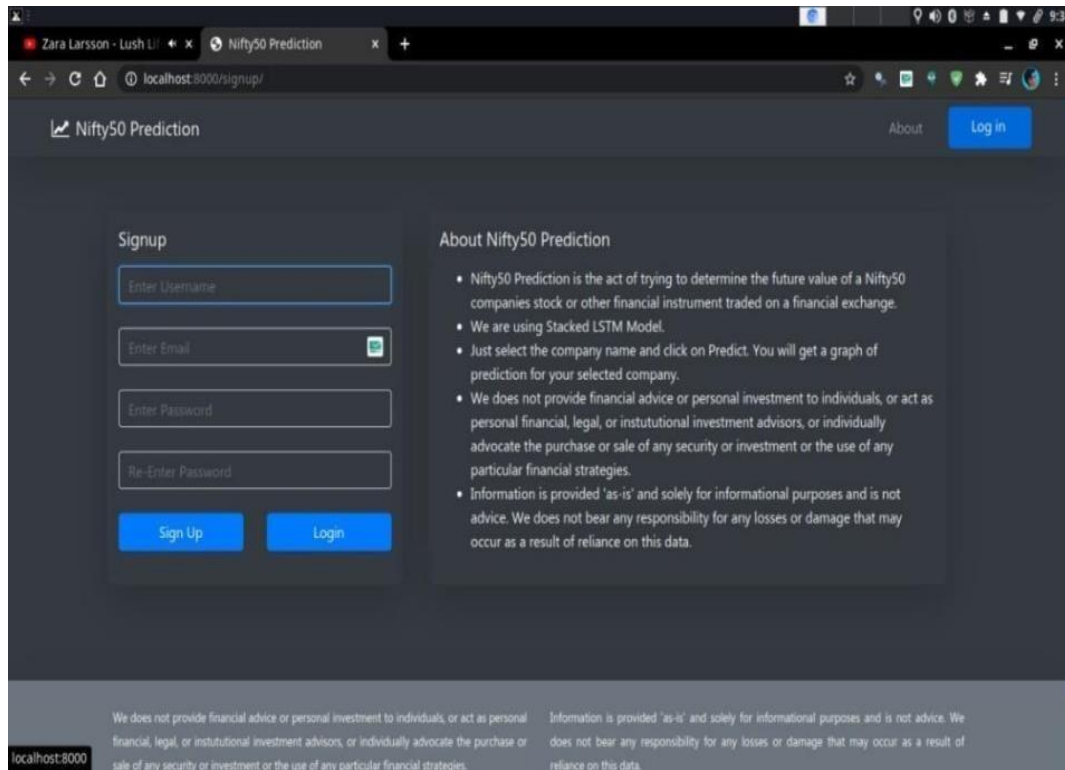 9:3
Zara Larsson - Lush Lif
Nifty50 Prediction
localhost:8000/signup/
Nifty50 Prediction
About
Log in
Signup
Enter Username
Enter Email
Enter Password
Re-Enter Password
Sign Up
Login
About Nifty50 Prediction
• Nifty50 Prediction is the act of trying to determine the future value of a Nifty50
companies stock or other financial instrument traded on a financial exchange.
• We are using Stacked LSTM Model.
• Just select the company name and click on Predict. You will get a graph of
prediction for your selected company.
• We does not provide financial advice or personal investment to individuals, or act as
personal financial, legal, or instutional investment advisors, or individually
advocate the purchase or sale of any security or investment or the use of any
particular financial strategies.
• Information is provided 'as-is' and solely for informational purposes and is not
advice. We does not bear any responsibility for any losses or damage that may
occur as a result of reliance on this data.
We does not provide financial advice or personal investment to individuals, or act as personal
financial, legal, or instutional investment advisors, or individually advocate the purchase or
sale of any security or investment or the use of any particular financial strategies.
Information is provided 'as-is' and solely for informational purposes and is not advice. We
does not bear any responsibility for any losses or damage that may occur as a result of
reliance on this data.
localhost:8000